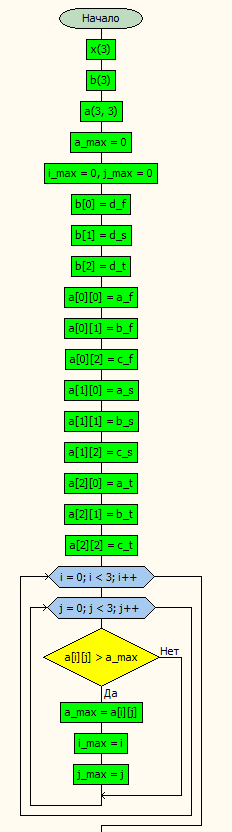 Начало
x(3)
b(3)
a(3, 3)
a_max = 0
i_max = 0, j_max = 0
b[0] = d_f
b[1] = d_s
b[2] = d_t
a[0][0] = a_f
a[0][1] = b_f
a[0][2] = c_f
a[1][0] = a_s
a[1][1] = b_s
a[1][2] = c_s
a[2][0] = a_t
a[2][1] = b_t
a[2][2] = c_t
i = 0; i < 3; i++
j = 0; j < 3; j++
a[i][j] > a_max
Нет
Да
a_max = a[i][j]
i_max = i
j_max = j